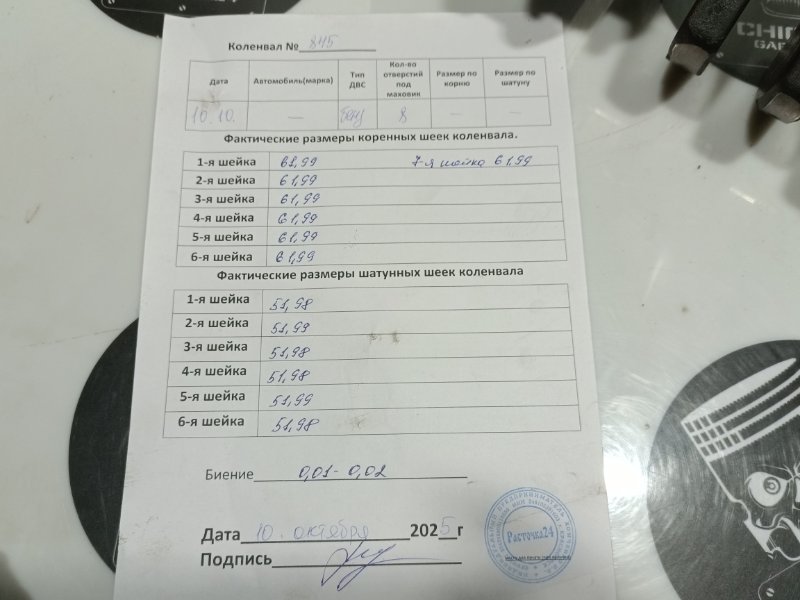 CHI
GAR
Коленвал № 845
Дата Автомобиль(марка) Тип ДВС Кол-во отверстий под маховик Размер по корню Размер по шатуну
10.10. — бенз 8 — —
Фактические размеры коренных шеек коленвала.
1-я шейка 61,99 7-я шейка 61,99
2-я шейка 61,99
3-я шейка 61,99
4-я шейка 61,99
5-я шейка 61,99
6-я шейка 61,99
Фактические размеры шатунных шеек коленвала
1-я шейка 51,98
2-я шейка 51,99
3-я шейка 51,98
4-я шейка 51,98
5-я шейка 51,99
6-я шейка 51,98
Биение 0,01 - 0,02
Дата 10. октября 2025 г
Подпись
Расточка24